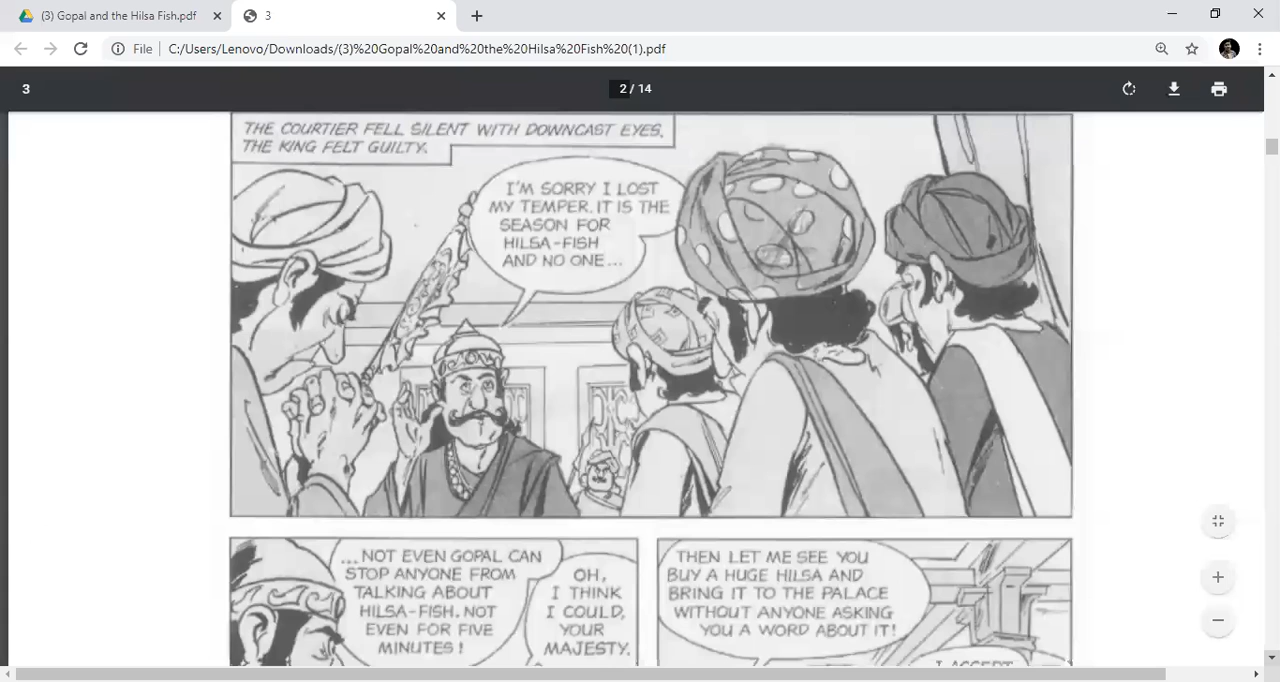 (3) Gopal and the Hilsa Fish.pdf
3
File
C:/Users/Lenovo/Downloads/(3)%20Gopal%20and%20the%20Hilsa%20Fish%20(1).pdf
3
2 / 14
THE COURTIER FELL SILENT WITH DOWNCAST EYES.
THE KING FELT GUILTY.
I'M SORRY I LOST
MY TEMPER. IT IS THE
SEASON FOR
HILSA-FISH
AND NO ONE...
...NOT EVEN GOPAL CAN
STOP ANYONE FROM
TALKING ABOUT
HILSA-FISH. NOT
EVEN FOR FIVE
MINUTES!
OH,
I THINK
I COULD,
YOUR
MAJESTY.
THEN LET ME SEE YOU
BUY A HUGE HILSA AND
BRING IT TO THE PALACE
WITHOUT ANYONE ASKING
YOU A WORD ABOUT IT!
I ACCEPT